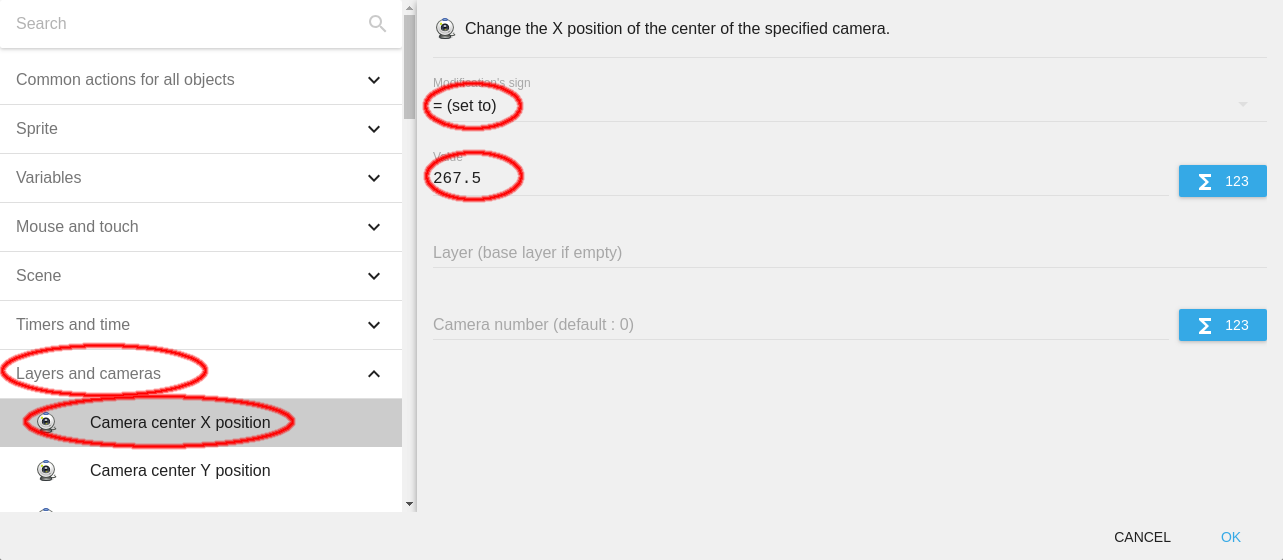 Search
Common actions for all objects
Sprite
Variables
Mouse and touch
Scene
Timers and time
Layers and cameras
Camera center X position
Camera center Y position
Change the X position of the center of the specified camera.
Modification's sign
= (set to)
Value
267.5
123
Layer (base layer if empty)
Camera number (default : 0)
123
CANCEL
OK